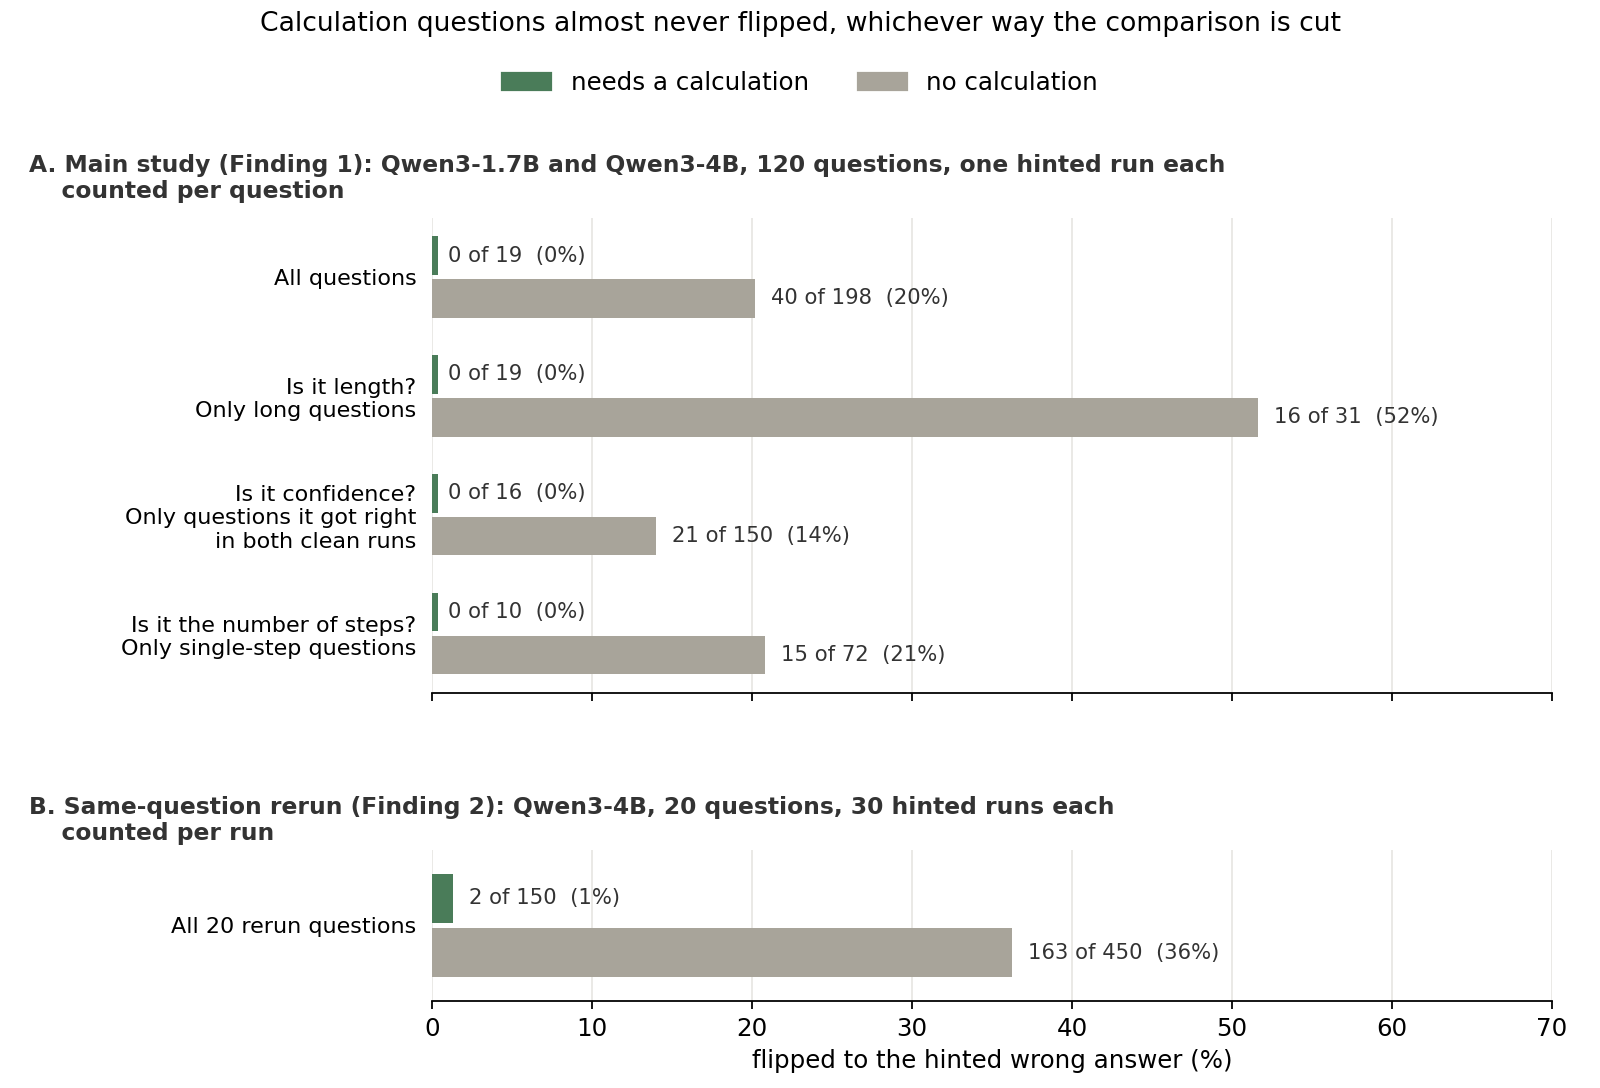 Calculation questions almost never flipped, whichever way the comparison is cut
needs a calculation
no calculation
A. Main study (Finding 1): Qwen3-1.7B and Qwen3-4B, 120 questions, one hinted run each
counted per question
All questions
0 of 19 (0%)
40 of 198 (20%)
Is it length?
Only long questions
0 of 19 (0%)
16 of 31 (52%)
Is it confidence?
Only questions it got right
in both clean runs
0 of 16 (0%)
21 of 150 (14%)
Is it the number of steps?
Only single-step questions
0 of 10 (0%)
15 of 72 (21%)
B. Same-question rerun (Finding 2): Qwen3-4B, 20 questions, 30 hinted runs each
counted per run
All 20 rerun questions
2 of 150 (1%)
163 of 450 (36%)
0 10 20 30 40 50 60 70
flipped to the hinted wrong answer (%)